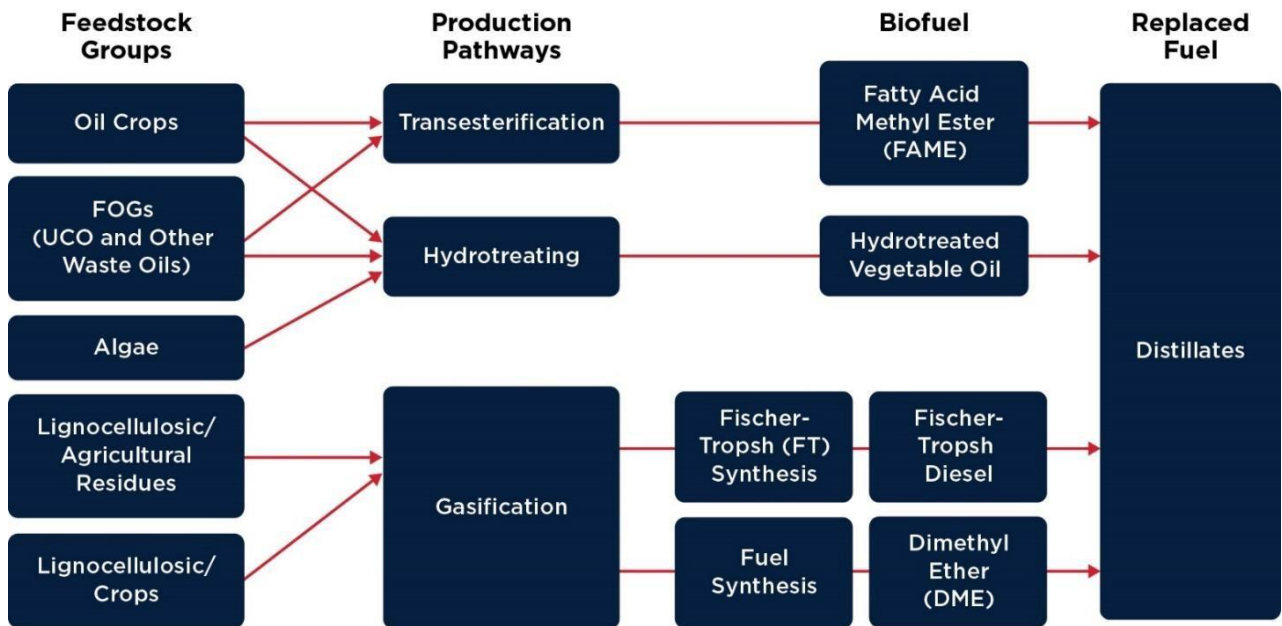 Feedstock
Groups
Production
Pathways
Biofuel
Replaced
Fuel
Oil Crops
Transesterification
Fatty Acid
Methyl Ester
(FAME)
FOGs
(UCO and Other
Waste Oils)
Hydrotreating
Hydrotreated
Vegetable Oil
Algae
Distillates
Lignocellulosic/
Agricultural
Residues
Gasification
Fischer-
Tropsh (FT)
Synthesis
Fischer-
Tropsh
Diesel
Lignocellulosic/
Crops
Fuel
Synthesis
Dimethyl
Ether
(DME)